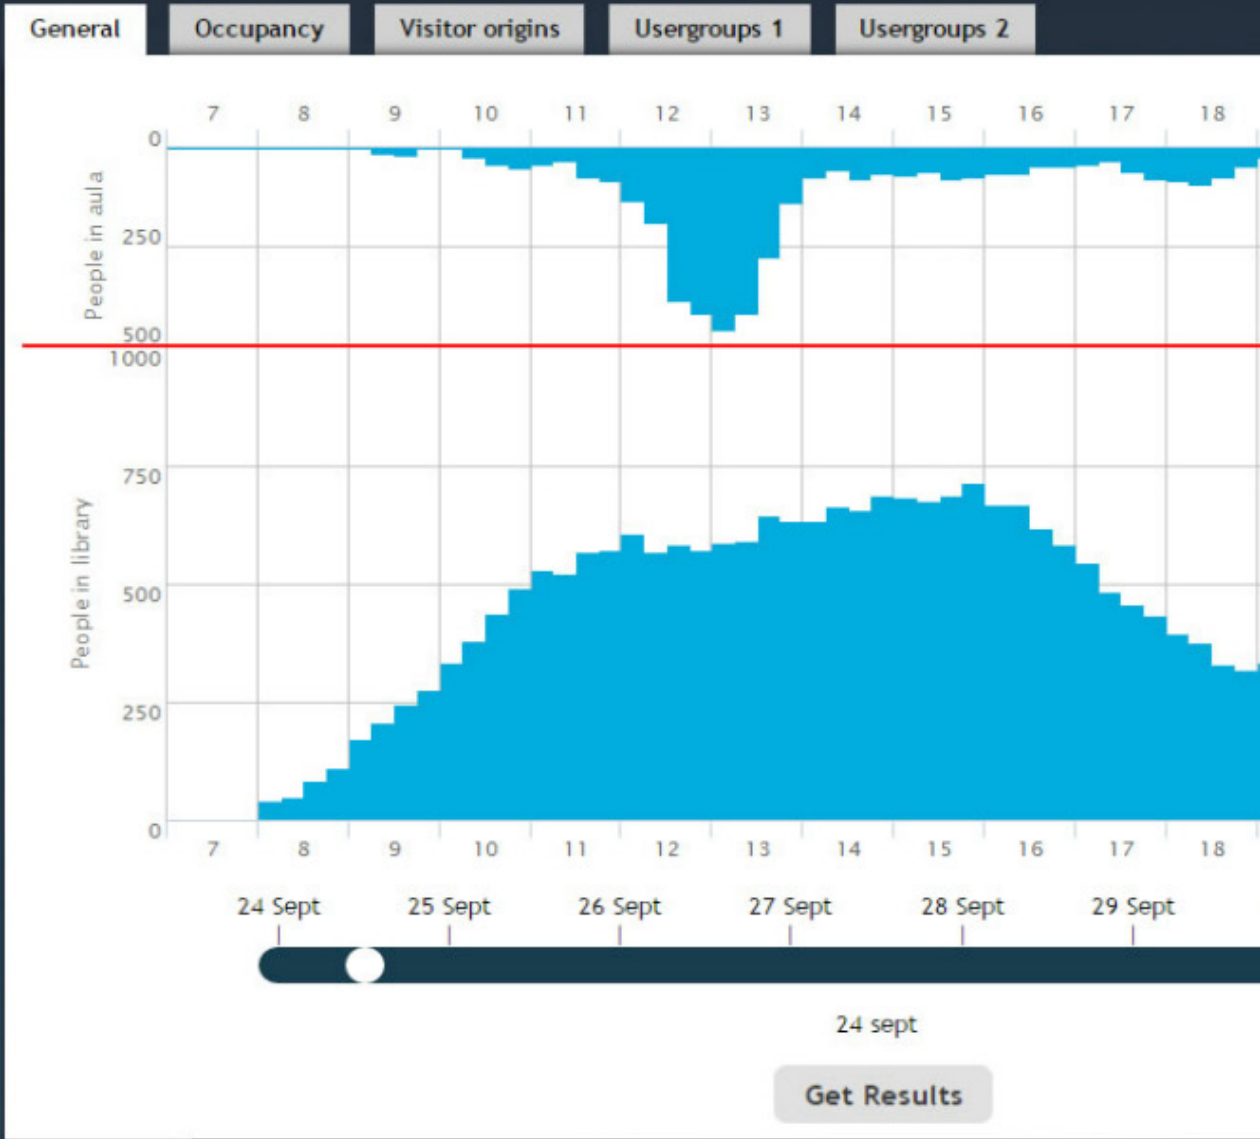 General Occupancy Visitor origins Usergroups 1 Usergroups 2
7 8 9 10 11 12 13 14 15 16 17 18
0
People in aula
250
500
1000
750
People in library
500
250
0
7 8 9 10 11 12 13 14 15 16 17 18
24 Sept 25 Sept 26 Sept 27 Sept 28 Sept 29 Sept
24 sept
Get Results